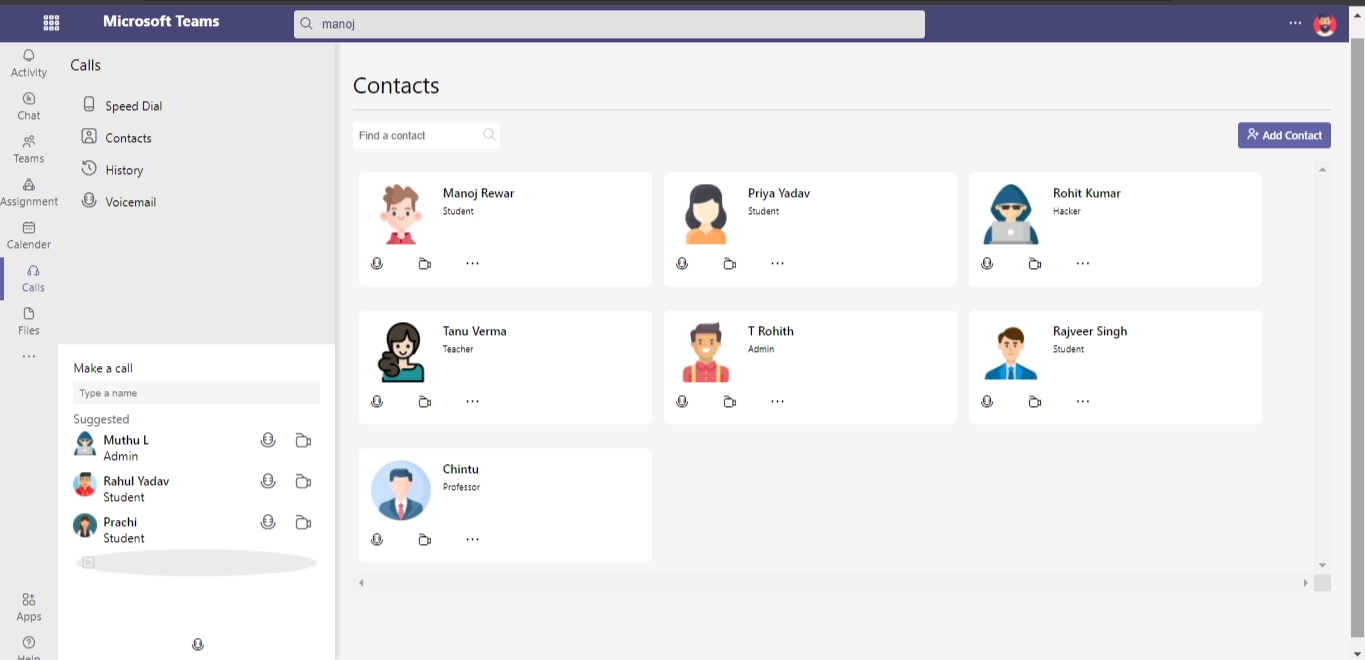 Microsoft Teams
manoj
...
Activity
Chat
Teams
Assignment
Calender
Calls
Files
...
Apps
Help
Calls
Speed Dial
Contacts
History
Voicemail
Make a call
Type a name
Suggested
Muthu L
Admin
Rahul Yadav
Student
Prachi
Student
Contacts
Find a contact
Add Contact
Manoj Rewar
Student
...
Priya Yadav
Student
...
Rohit Kumar
Hacker
...
Tanu Verma
Teacher
...
T Rohith
Admin
...
Rajveer Singh
Student
...
Chintu
Professor
...